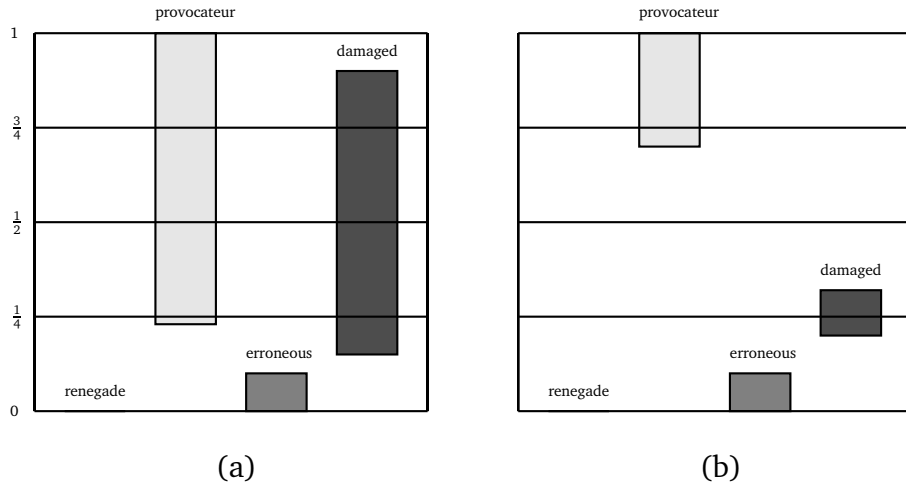 provocateur
1
damaged
3/4
1/2
1/4
erroneous
renegade
0
(a)
provocateur
damaged
erroneous
renegade
(b)